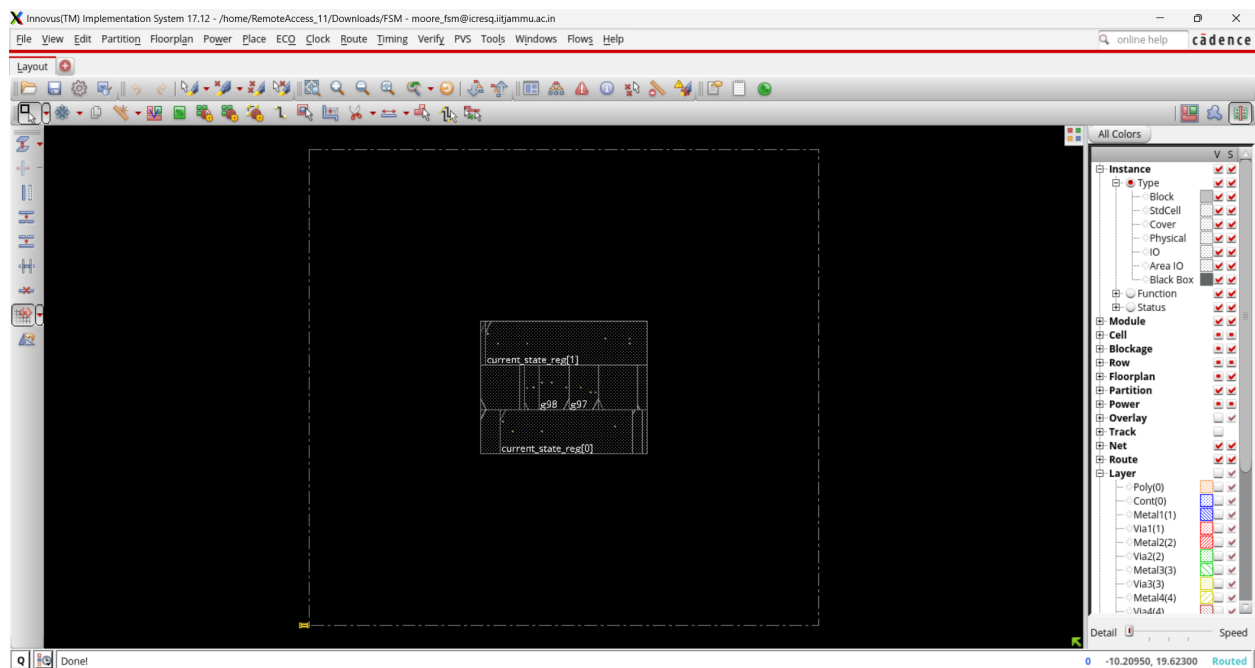 Innovus(TM) Implementation System 17.12 - /home/RemoteAccess_11/Downloads/FSM - moore_fsm@icresq.iitjammu.ac.in
File View Edit Partition Floorplan Power Place ECO Clock Route Timing Verify PVS Tools Windows Flows Help
online help
cādence
Layout
All Colors
V S
Instance
Type
Block
StdCell
Cover
Physical
IO
Area IO
Black Box
Function
Status
Module
Cell
Blockage
Row
Floorplan
Partition
Power
Overlay
Track
Net
Route
Layer
Poly(0)
Cont(0)
Metal1(1)
Via1(1)
Metal2(2)
Via2(2)
Metal3(3)
Via3(3)
Metal4(4)
Via4(4)
current_state_reg[1]
g98 g97
current_state_reg[0]
Detail Speed
Q Done!
0 -10.20950, 19.62300 Routed